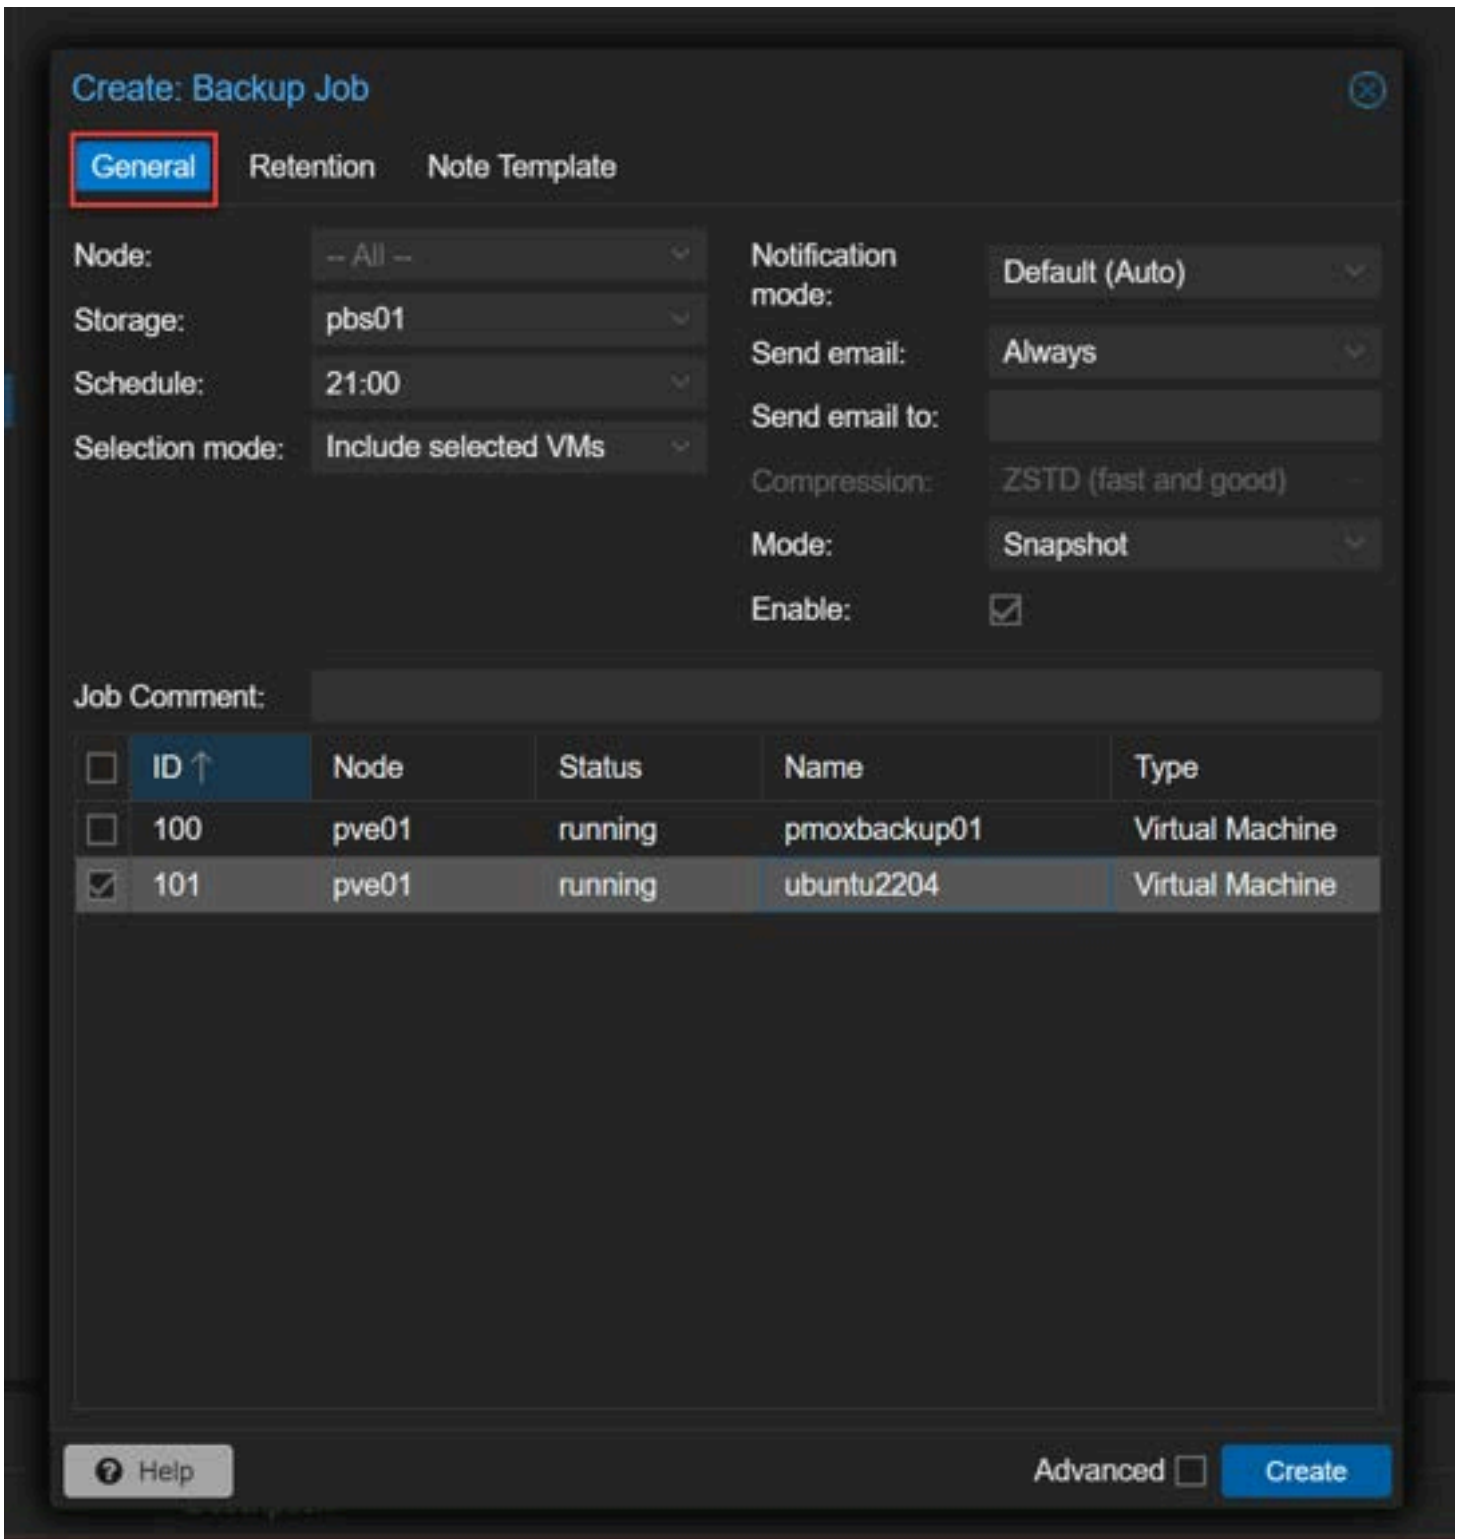 Create: Backup Job
General Retention Note Template
Node: -- All --
Storage: pbs01
Schedule: 21:00
Selection mode: Include selected VMs
Notification
mode: Default (Auto)
Send email: Always
Send email to:
Compression: ZSTD (fast and good)
Mode: Snapshot
Enable:
Job Comment:
ID Node Status Name Type
100 pve01 running pmoxbackup01 Virtual Machine
101 pve01 running ubuntu2204 Virtual Machine
Help Advanced Create